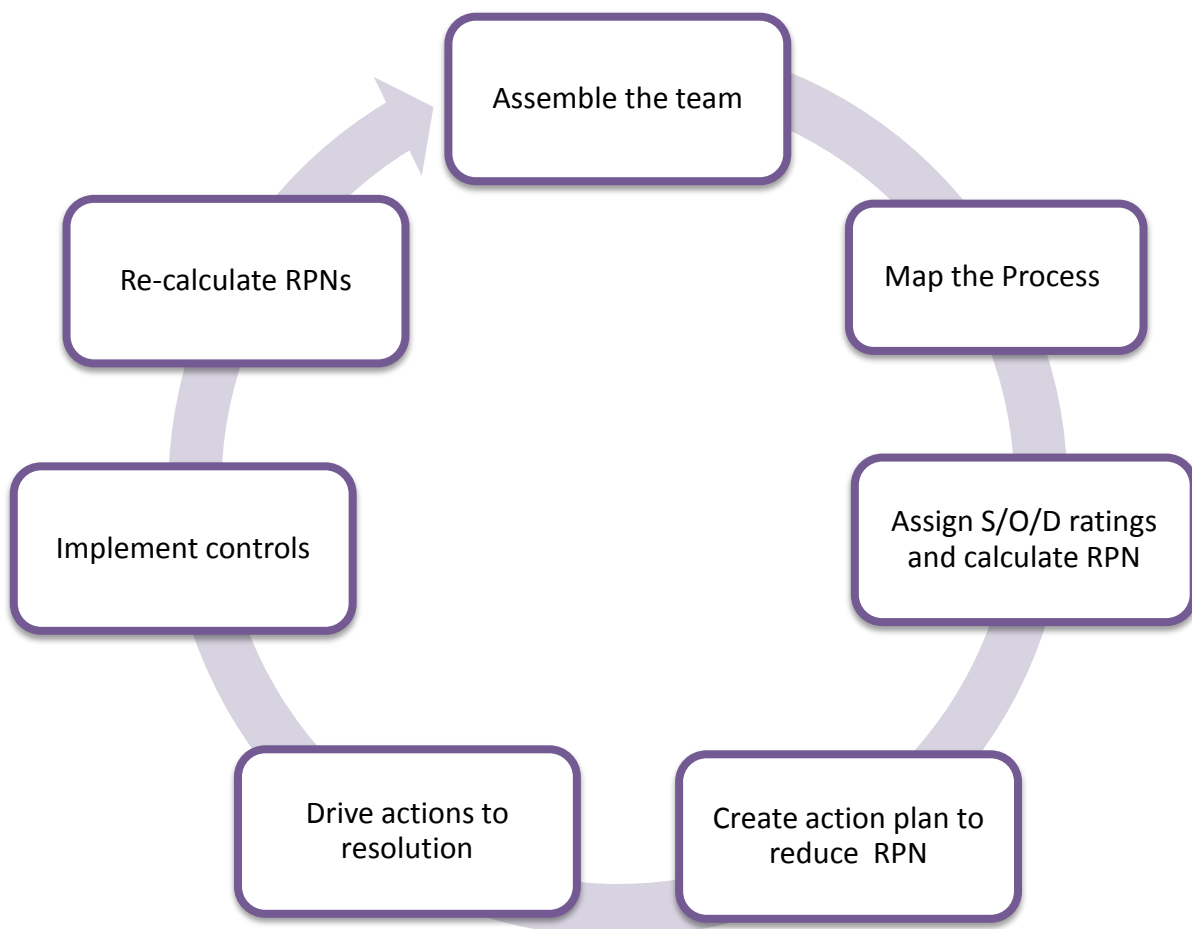 Assemble the team
Map the Process
Assign S/O/D ratings
and calculate RPN
Create action plan to
reduce  RPN
Drive actions to
resolution
Implement controls
Re-calculate RPNs